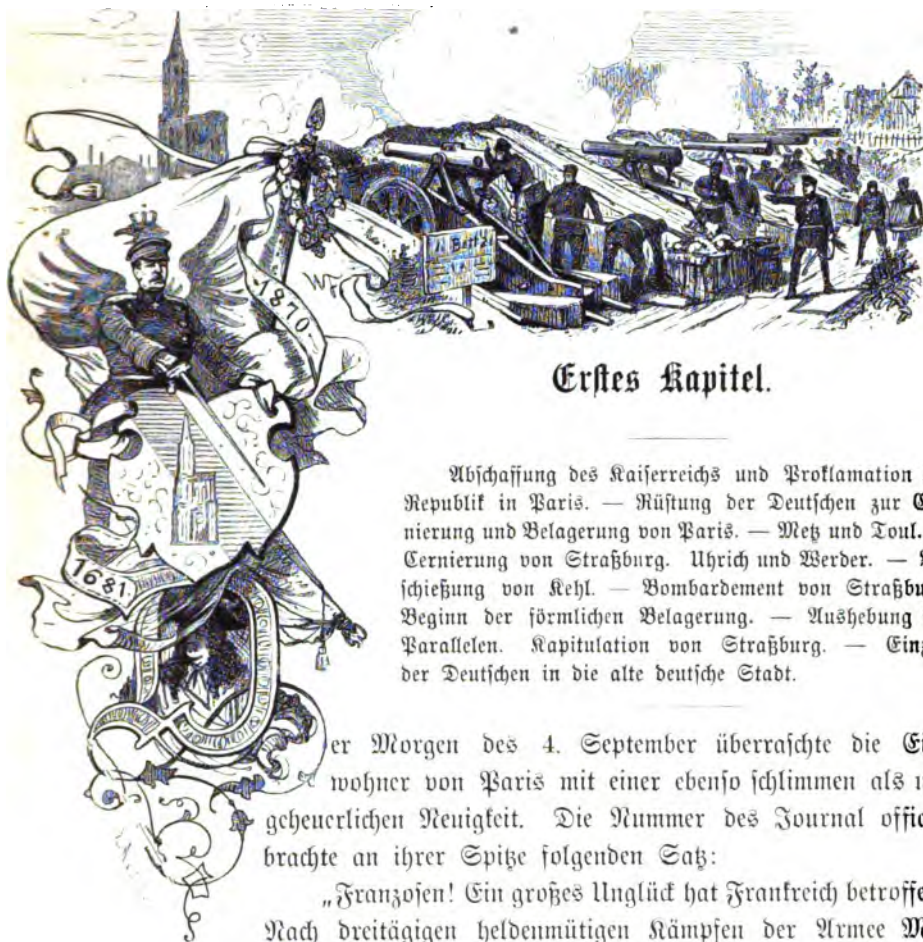 1870
1681
Erstes Kapitel.
Abschaffung des Kaiserreichs und Proklamation
Republik in Paris. — Rüstung der Deutschen zur C
nierung und Belagerung von Paris. — Metz und Toul.
Cernierung von Straßburg. Uhrich und Werder. —
schießung von Kehl. — Bombardement von Straßbu
Beginn der förmlichen Belagerung. — Aushebung
Parallelen. Kapitulation von Straßburg. — Einz
der Deutschen in die alte deutsche Stadt.
Der Morgen des 4. September überraschte die Ei
wohner von Paris mit einer ebenso schlimmen als u
geheuerlichen Neuigkeit. Die Nummer des Journal offic
brachte an ihrer Spitze folgenden Satz:
„Franzosen! Ein großes Unglück hat Frankreich betroffe
Nach dreitägigen heldenmütigen Kämpfen der Armee M